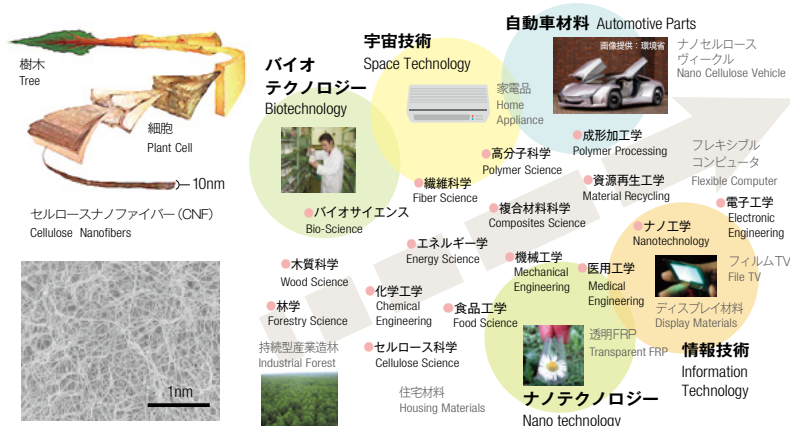 樹木
Tree
細胞
Plant Cell
10nm
セルロースナノファイバー(CNF)
Cellulose Nanofibers
1nm
バイオ
テクノロジー
Biotechnology
宇宙技術
Space Technology
自動車材料 Automotive Parts
画像提供:環境省
ナノセルロース
ヴィークル
Nano Cellulose Vehicle
家電品
Home
Appliance
成形加工学
Polymer Processing
高分子科学
Polymer Science
フレキシブル
コンピュータ
Flexible Computer
繊維科学
Fiber Science
資源再生工学
Material Recycling
バイオサイエンス
Bio-Science
複合材料科学
Composites Science
電子工学
Electronic
Engineering
ナノ工学
Nanotechnology
エネルギー学
Energy Science
機械工学
Mechanical
Engineering
医用工学
Medical
Engineering
フィルムTV
File TV
木質科学
Wood Science
化学工学
Chemical
Engineering
食品工学
Food Science
ディスプレイ材料
Display Materials
林学
Forestry Science
透明FRP
Transparent FRP
持続型産業造林
Industrial Forest
セルロース科学
Cellulose Science
情報技術
Information
Technology
住宅材料
Housing Materials
ナノテクノロジー
Nano technology